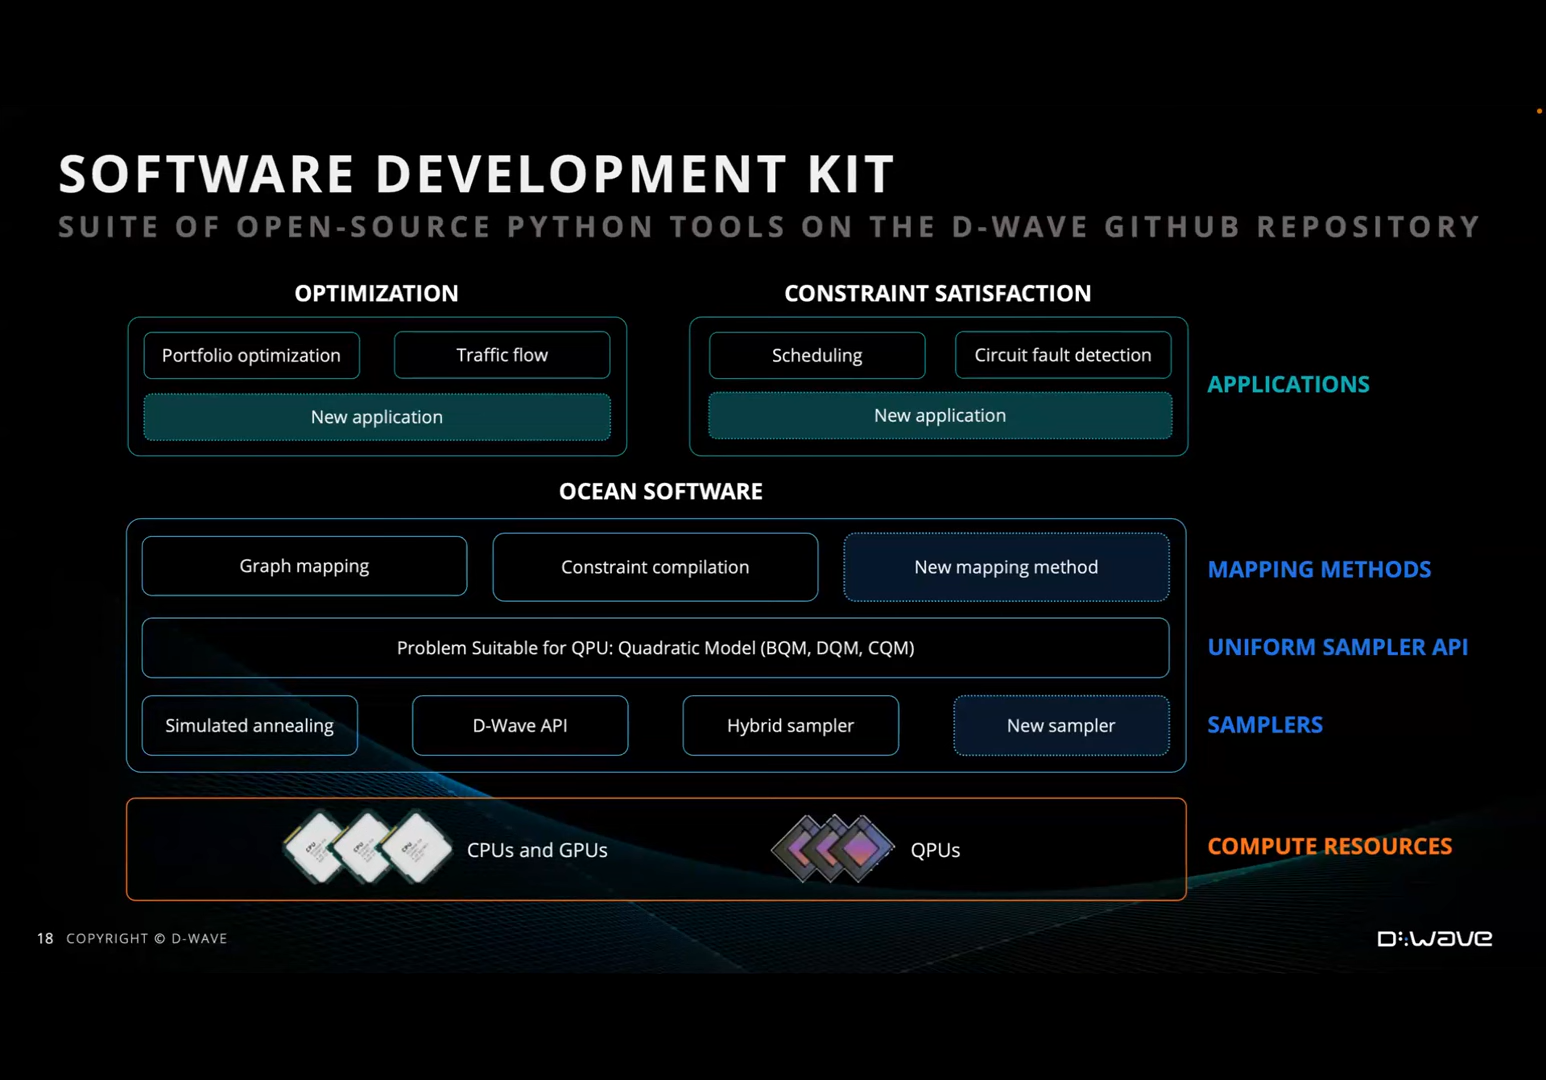 SOFTWARE DEVELOPMENT KIT
SUITE OF OPEN-SOURCE PYTHON TOOLS ON THE D-WAVE GITHUB REPOSITORY
OPTIMIZATION
CONSTRAINT SATISFACTION
Portfolio optimization
Traffic flow
Scheduling
Circuit fault detection
New application
New application
APPLICATIONS
OCEAN SOFTWARE
Graph mapping
Constraint compilation
New mapping method
MAPPING METHODS
Problem Suitable for QPU: Quadratic Model (BQM, DQM, CQM)
UNIFORM SAMPLER API
Simulated annealing
D-Wave API
Hybrid sampler
New sampler
SAMPLERS
CPU
CPU
CPU
CPUs and GPUs
QPUs
COMPUTE RESOURCES
18 COPYRIGHT © D-WAVE
D:WAVE